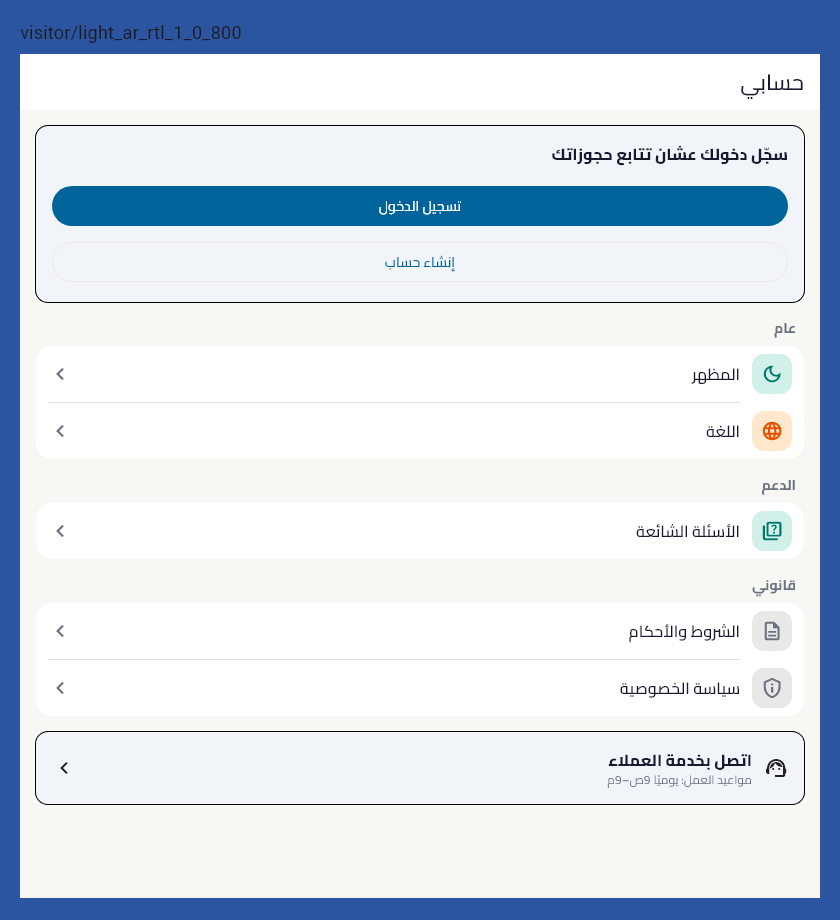 visitor/light_ar_rtl_1_0_800
حسابي
سجّل دخولك عشان تتابع حجوزاتك
تسجيل الدخول
إنشاء حساب
عام
المظهر
اللغة
الدعم
الأسئلة الشائعة
قانوني
الشروط والأحكام
سياسة الخصوصية
اتصل بخدمة العملاء
مواعيد العمل: يوميًا 9ص–9م